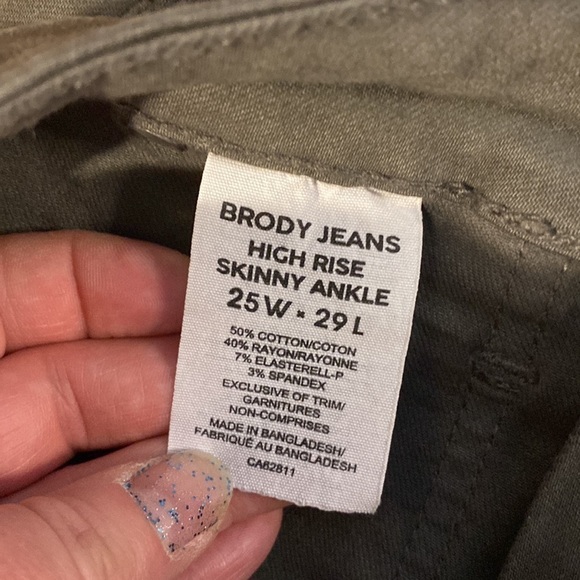 BRODY JEANS
HIGH RISE
SKINNY ANKLE
25W • 29L
50% COTTON/COTON
40% RAYON/RAYONNE
7% ELASTERELL-P
3% SPANDEX
EXCLUSIVE OF TRIM/
GARNITURES
NON-COMPRISES
MADE IN BANGLADESH/
FABRIQUÉ AU BANGLADESH
CA62811